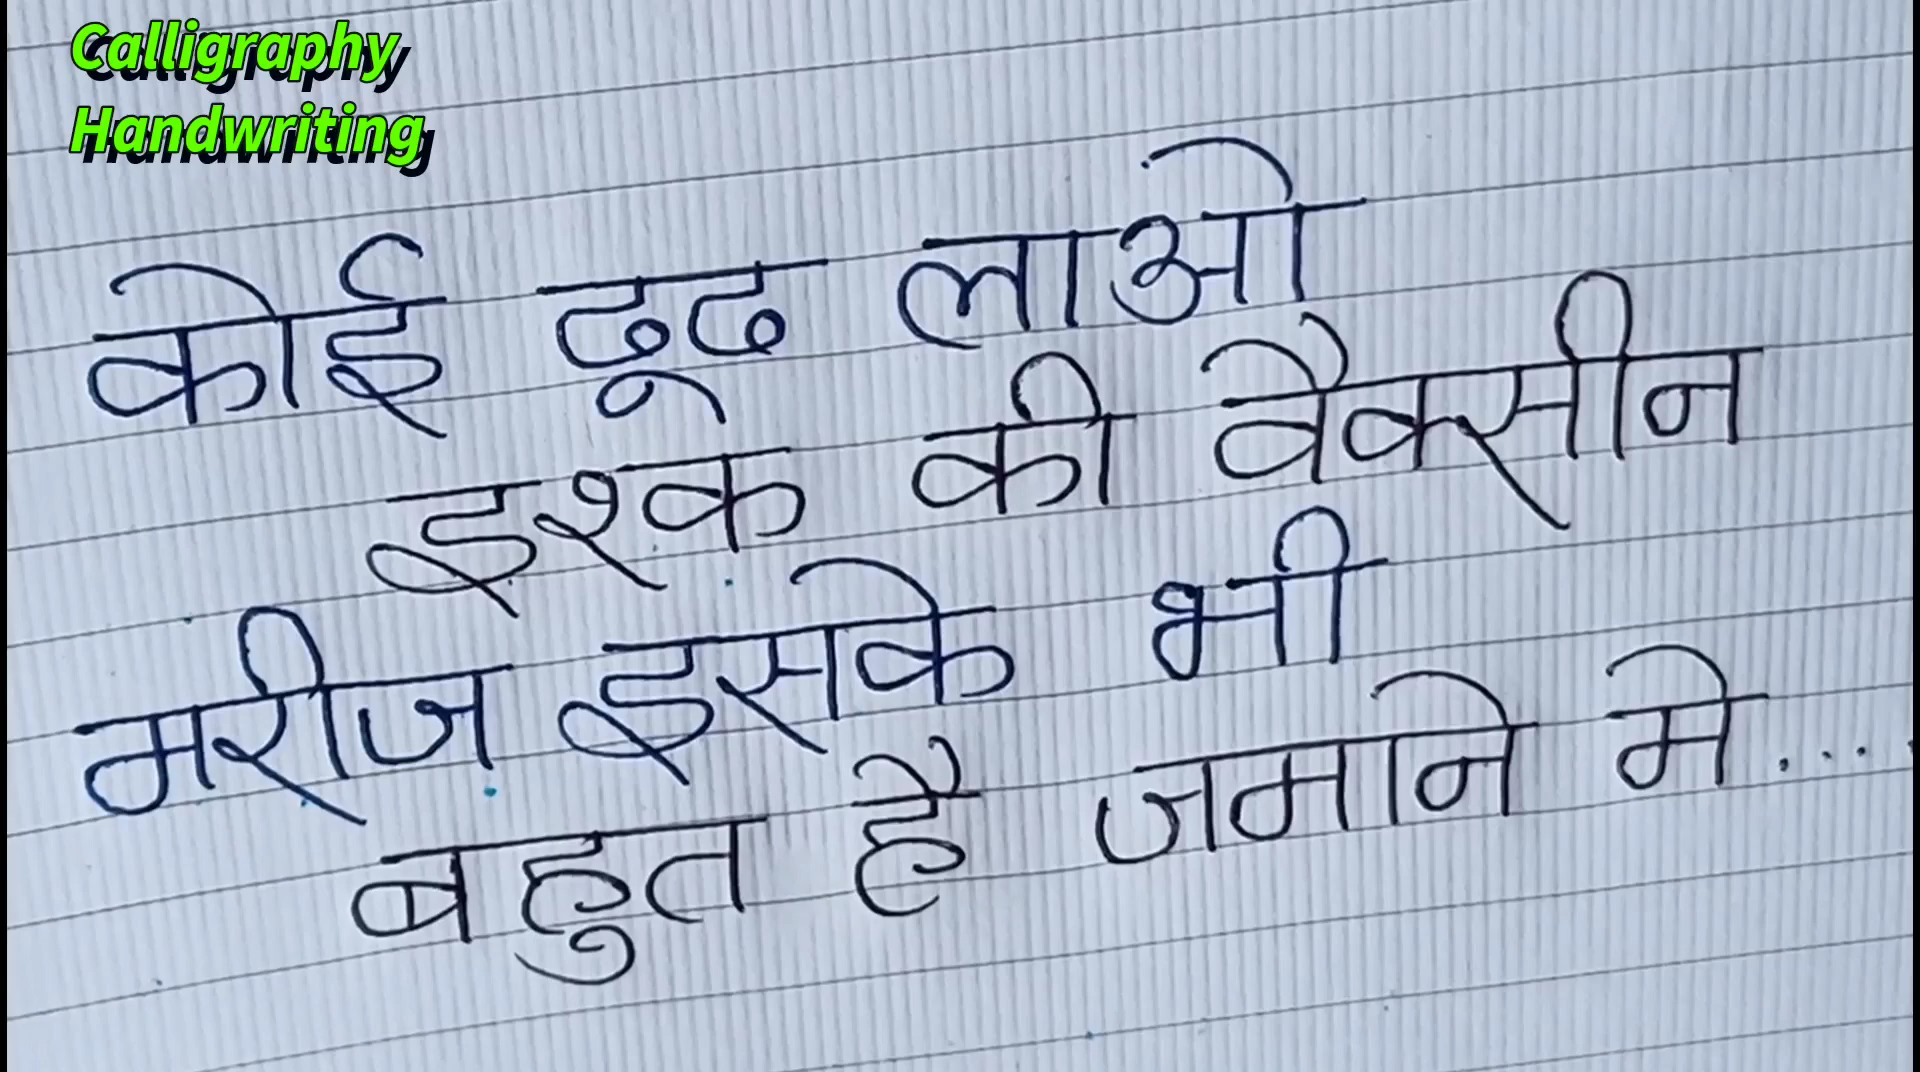 Calligraphy
Handwriting
कोई ढूढ लाओ
इश्क की वैक्सीन
मरीज इसके भी
बहुत है जमाने मे....